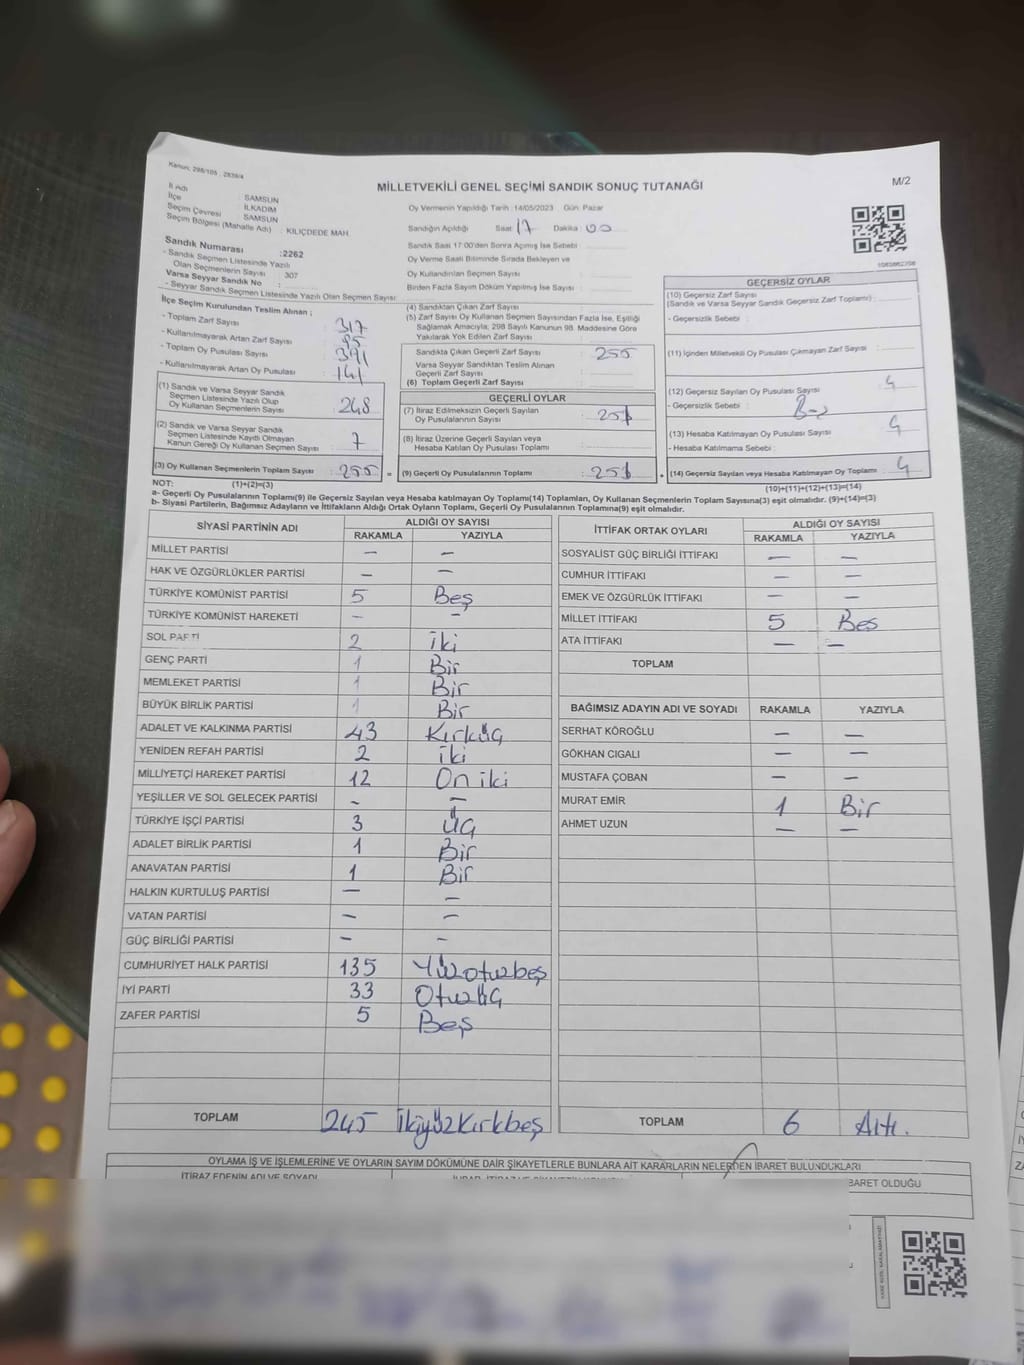 Kanun; 298/105 , 2839/4
MİLLETVEKİLİ GENEL SEÇİMİ SANDIK SONUÇ TUTANAĞI
M/2
İl Adı : SAMSUN
İlçe : İLKADIM
Seçim Çevresi : SAMSUN
Seçim Bölgesi (Mahalle Adı) : KILIÇDEDE MAH.
Sandık Numarası :2262
- Sandık Seçmen Listesinde Yazılı
Olan Seçmenlerin Sayısı : 307
Varsa Seyyar Sandık No :
- Seyyar Sandık Seçmen Listesinde Yazılı Olan Seçmen Sayısı:
Oy Vermenin Yapıldığı Tarih :14/05/2023 Gün: Pazar
Sandığın Açıldığı Saat : 17 Dakika : 00
Sandık Saat 17:00'den Sonra Açılmış İse Sebebi :
Oy Verme Saati Bitiminde Sırada Bekleyen ve
Oy Kullandırılan Seçmen Sayısı :
Birden Fazla Sayım Döküm Yapılmış İse Sayısı :
1083862708
İlçe Seçim Kurulundan Teslim Alınan ;
- Toplam Zarf Sayısı : 317
- Kullanılmayarak Artan Zarf Sayısı :
- Toplam Oy Pusulası Sayısı : 391
- Kullanılmayarak Artan Oy Pusulası : 141
(1) Sandık ve Varsa Seyyar Sandık
Seçmen Listesinde Yazılı Olup
Oy Kullanan Seçmenlerin Sayısı : 248
(2) Sandık ve Varsa Seyyar Sandık
Seçmen Listesinde Kayıtlı Olmayan
Kanun Gereği Oy Kullanan Seçmen Sayısı : 7
(3) Oy Kullanan Seçmenlerin Toplam Sayısı : 255 =
(4) Sandıktan Çıkan Zarf Sayısı :
(5) Zarf Sayısı Oy Kullanan Seçmen Sayısından Fazla İse, Eşitliği
Sağlamak Amacıyla; 298 Sayılı Kanunun 98. Maddesine Göre
Yakılarak Yok Edilen Zarf Sayısı :
Sandıkta Çıkan Geçerli Zarf Sayısı : 255
Varsa Seyyar Sandıktan Teslim Alınan
Geçerli Zarf Sayısı :
(6) Toplam Geçerli Zarf Sayısı :
GEÇERLİ OYLAR
(7) İtiraz Edilmeksizin Geçerli Sayılan
Oy Pusulalarının Sayısı : 251
(8) İtiraz Üzerine Geçerli Sayılan veya
Hesaba Katılan Oy Pusulası Toplamı :
(9) Geçerli Oy Pusulalarının Toplamı : 251 +
GEÇERSİZ OYLAR
(10) Geçersiz Zarf Sayısı
(Sandık ve Varsa Seyyar Sandık Geçersiz Zarf Toplamı) :
- Geçersizlik Sebebi :
(11) İçinden Milletvekili Oy Pusulası Çıkmayan Zarf Sayısı :
(12) Geçersiz Sayılan Oy Pusulası Sayısı : 4
- Geçersizlik Sebebi :
(13) Hesaba Katılmayan Oy Pusulası Sayısı : 4
- Hesaba Katılmama Sebebi :
(14) Geçersiz Sayılan veya Hesaba Katılmayan Oy Toplamı : 4
NOT: (1)+(2)=(3)
(10)+(11)+(12)+(13)=(14)
a- Geçerli Oy Pusulalarının Toplamı(9) ile Geçersiz Sayılan veya Hesaba katılmayan Oy Toplamı(14) Toplamları, Oy Kullanan Seçmenlerin Toplam Sayısına(3) eşit olmalıdır. (9)+(14)=(3)
b- Siyasi Partilerin, Bağımsız Adayların ve İttifakların Aldığı Ortak Oyların Toplamı, Geçerli Oy Pusulalarının Toplamına(9) eşit olmalıdır.
SİYASİ PARTİNİN ADI ALDIĞI OY SAYISI
RAKAMLA YAZIYLA
MİLLET PARTİSİ — —
HAK VE ÖZGÜRLÜKLER PARTİSİ — —
TÜRKİYE KOMÜNİST PARTİSİ 5 Beş
TÜRKİYE KOMÜNİST HAREKETİ — —
SOL PARTİ 2 iki
GENÇ PARTİ 1 Bir
MEMLEKET PARTİSİ 1 Bir
BÜYÜK BİRLİK PARTİSİ 1 Bir
ADALET VE KALKINMA PARTİSİ 43 Kırküç
YENİDEN REFAH PARTİSİ 2 iki
MİLLİYETÇİ HAREKET PARTİSİ 12 On iki
YEŞİLLER VE SOL GELECEK PARTİSİ — —
TÜRKİYE İŞÇİ PARTİSİ 3 Üç
ADALET BİRLİK PARTİSİ 1 Bir
ANAVATAN PARTİSİ 1 Bir
HALKIN KURTULUŞ PARTİSİ — —
VATAN PARTİSİ — —
GÜÇ BİRLİĞİ PARTİSİ — —
CUMHURİYET HALK PARTİSİ 135 Yüzotuzbeş
İYİ PARTİ 33 Otuzüç
ZAFER PARTİSİ 5 Beş
TOPLAM 245 İkiyüzkırkbeş
İTTİFAK ORTAK OYLARI ALDIĞI OY SAYISI
RAKAMLA YAZIYLA
SOSYALİST GÜÇ BİRLİĞİ İTTİFAKI — —
CUMHUR İTTİFAKI — —
EMEK VE ÖZGÜRLÜK İTTİFAKI — —
MİLLET İTTİFAKI 5 Beş
ATA İTTİFAKI — —
TOPLAM
BAĞIMSIZ ADAYIN ADI VE SOYADI RAKAMLA YAZIYLA
SERHAT KÖROĞLU — —
GÖKHAN CIGALI — —
MUSTAFA ÇOBAN — —
MURAT EMİR 1 Bir
AHMET UZUN — —
TOPLAM 6 Altı.
OYLAMA İŞ VE İŞLEMLERİNE VE OYLARIN SAYIM DÖKÜMÜNE DAİR ŞİKAYETLERLE BUNLARA AİT KARARLARIN NELERDEN İBARET BULUNDUKLARI
İTİRAZ EDENİN ADI VE SOYADI
BARET OLDUĞU